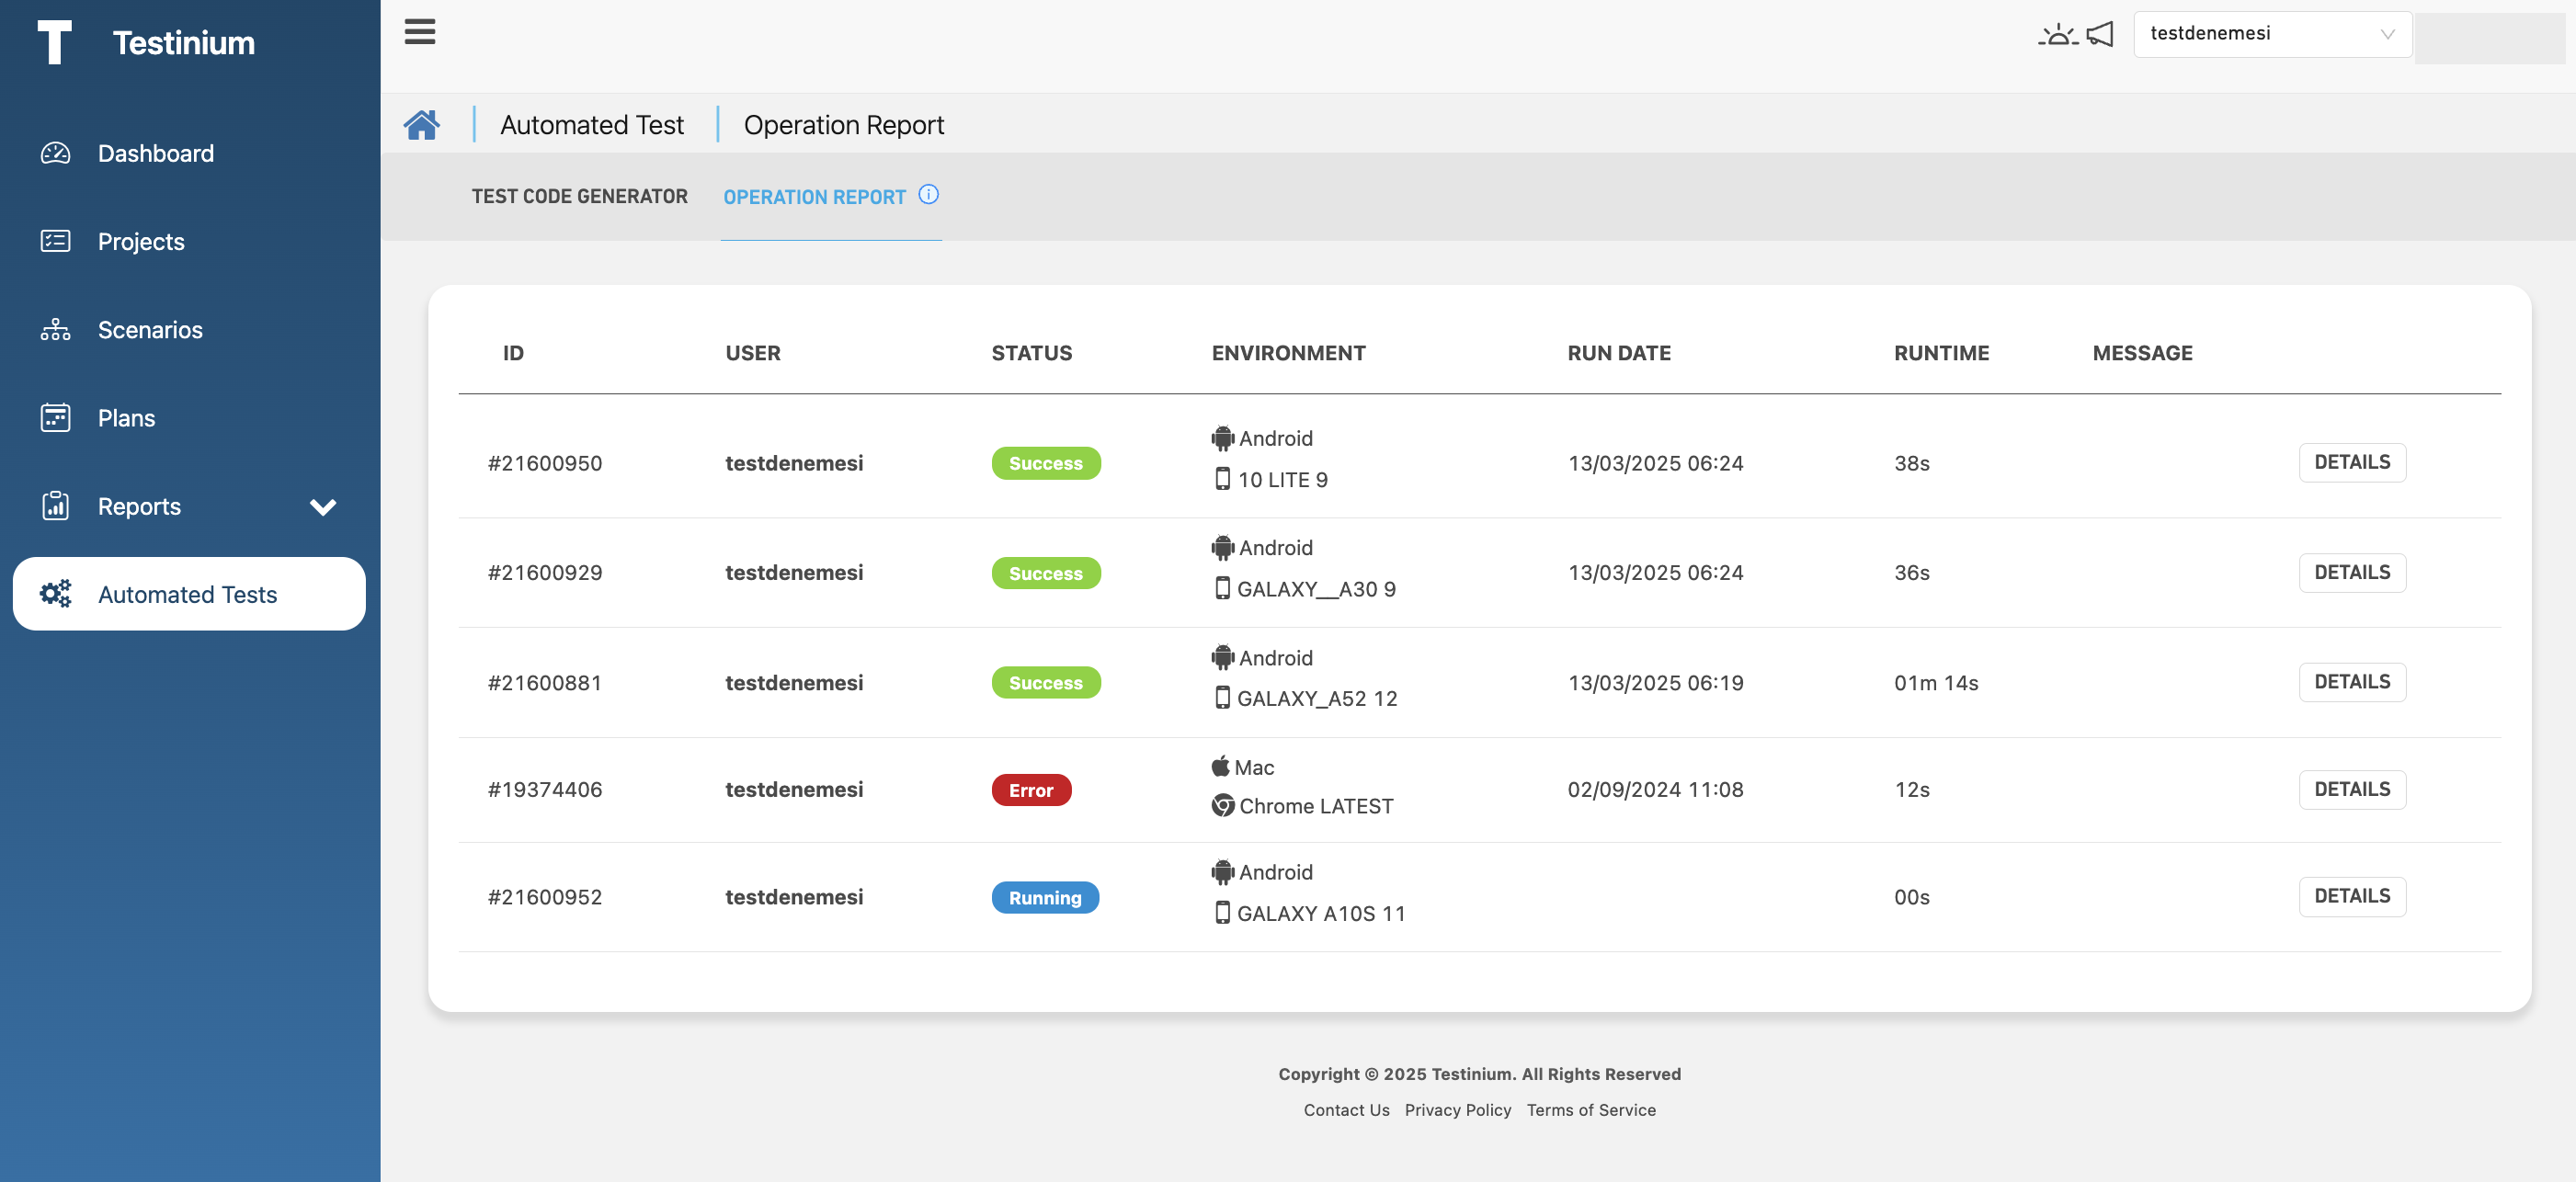 T Testinium
testdenemesi
Automated Test Operation Report
Dashboard
Projects
Scenarios
Plans
Reports
Automated Tests
TEST CODE GENERATOR OPERATION REPORT
ID USER STATUS ENVIRONMENT RUN DATE RUNTIME MESSAGE
#21600950 testdenemesi Success Android 13/03/2025 06:24 38s DETAILS
10 LITE 9
#21600929 testdenemesi Success Android 13/03/2025 06:24 36s DETAILS
GALAXY__A30 9
#21600881 testdenemesi Success Android 13/03/2025 06:19 01m 14s DETAILS
GALAXY_A52 12
#19374406 testdenemesi Error Mac 02/09/2024 11:08 12s DETAILS
Chrome LATEST
#21600952 testdenemesi Running Android 00s DETAILS
GALAXY A10S 11
Copyright © 2025 Testinium. All Rights Reserved
Contact Us Privacy Policy Terms of Service